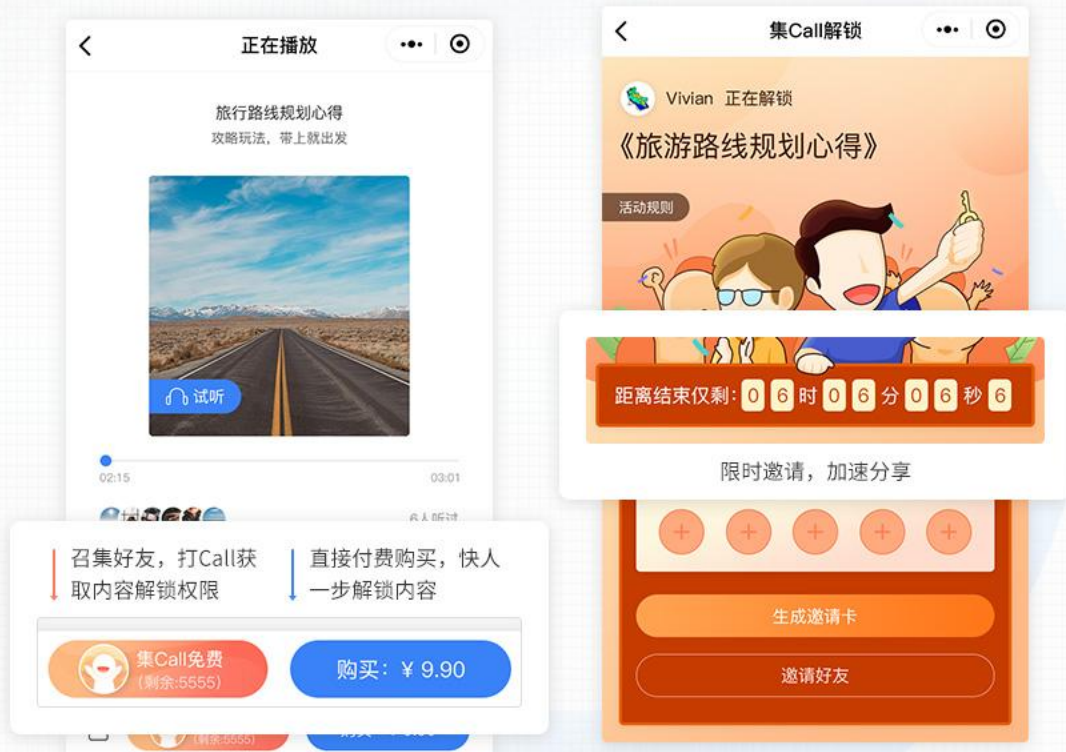 正在播放
旅行路线规划心得
攻略玩法，带上就出发
试听
02:15
03:01
6人听过
召集好友，打Call获
取内容解锁权限
直接付费购买，快人
一步解锁内容
集Call免费
(剩余:5555)
购买：¥ 9.90
(剩余:5555)
集Call解锁
Vivian 正在解锁
《旅游路线规划心得》
活动规则
距离结束仅剩: 06时06分06秒6
限时邀请，加速分享
生成邀请卡
邀请好友